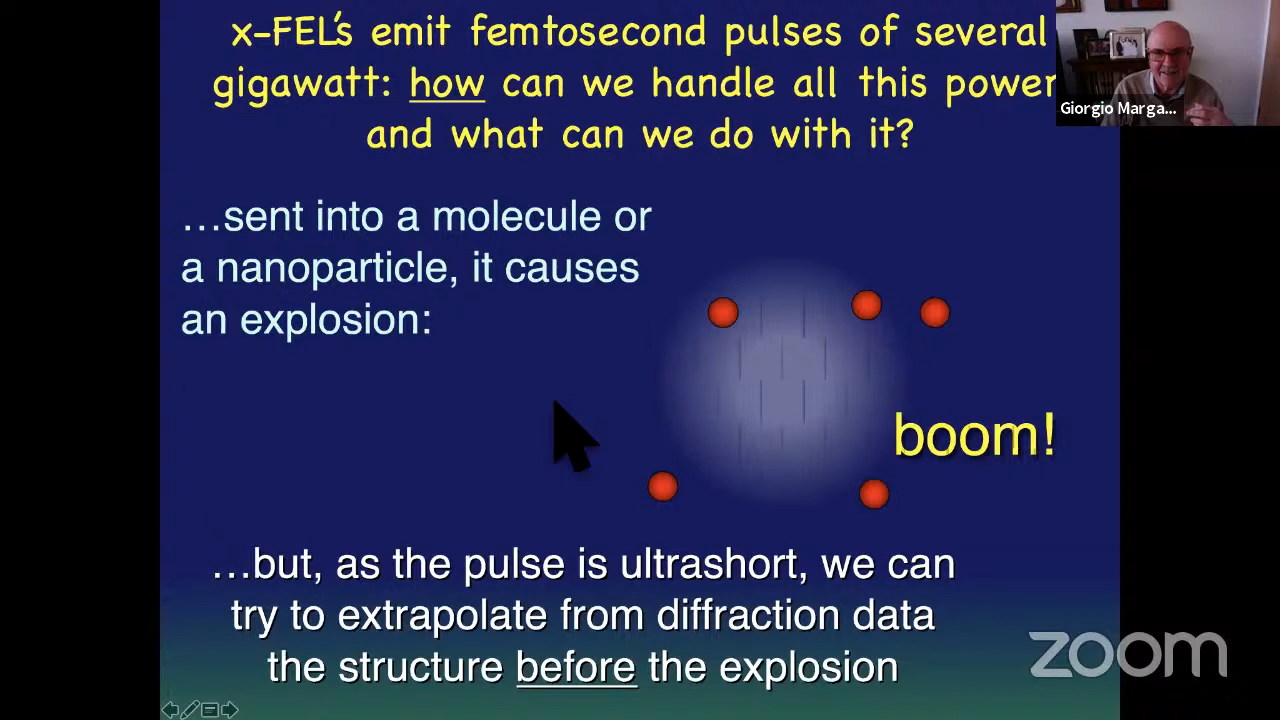 x-FEL's emit femtosecond pulses of several
gigawatt: how can we handle all this power
and what can we do with it?
Giorgio Marga...
...sent into a molecule or
a nanoparticle, it causes
an explosion:
boom!
...but, as the pulse is ultrashort, we can
try to extrapolate from diffraction data
the structure before the explosion
zoom